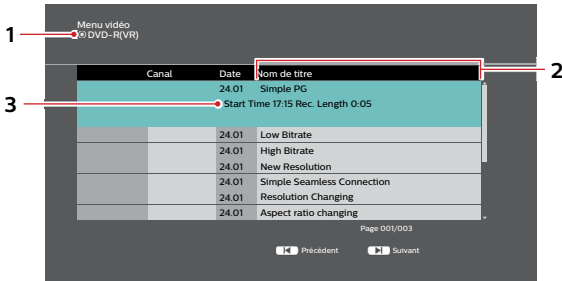 Menu vidéo
1
DVD-R(VR)
2
Canal Date Nom de titre
24.01 Simple PG
3
Start Time 17:15 Rec. Length 0:05
24.01 Low Bitrate
24.01 High Bitrate
24.01 New Resolution
24.01 Simple Seamless Connection
24.01 Resolution Changing
24.01 Aspect ratio changing
Page 001/003
Précédent Suivant